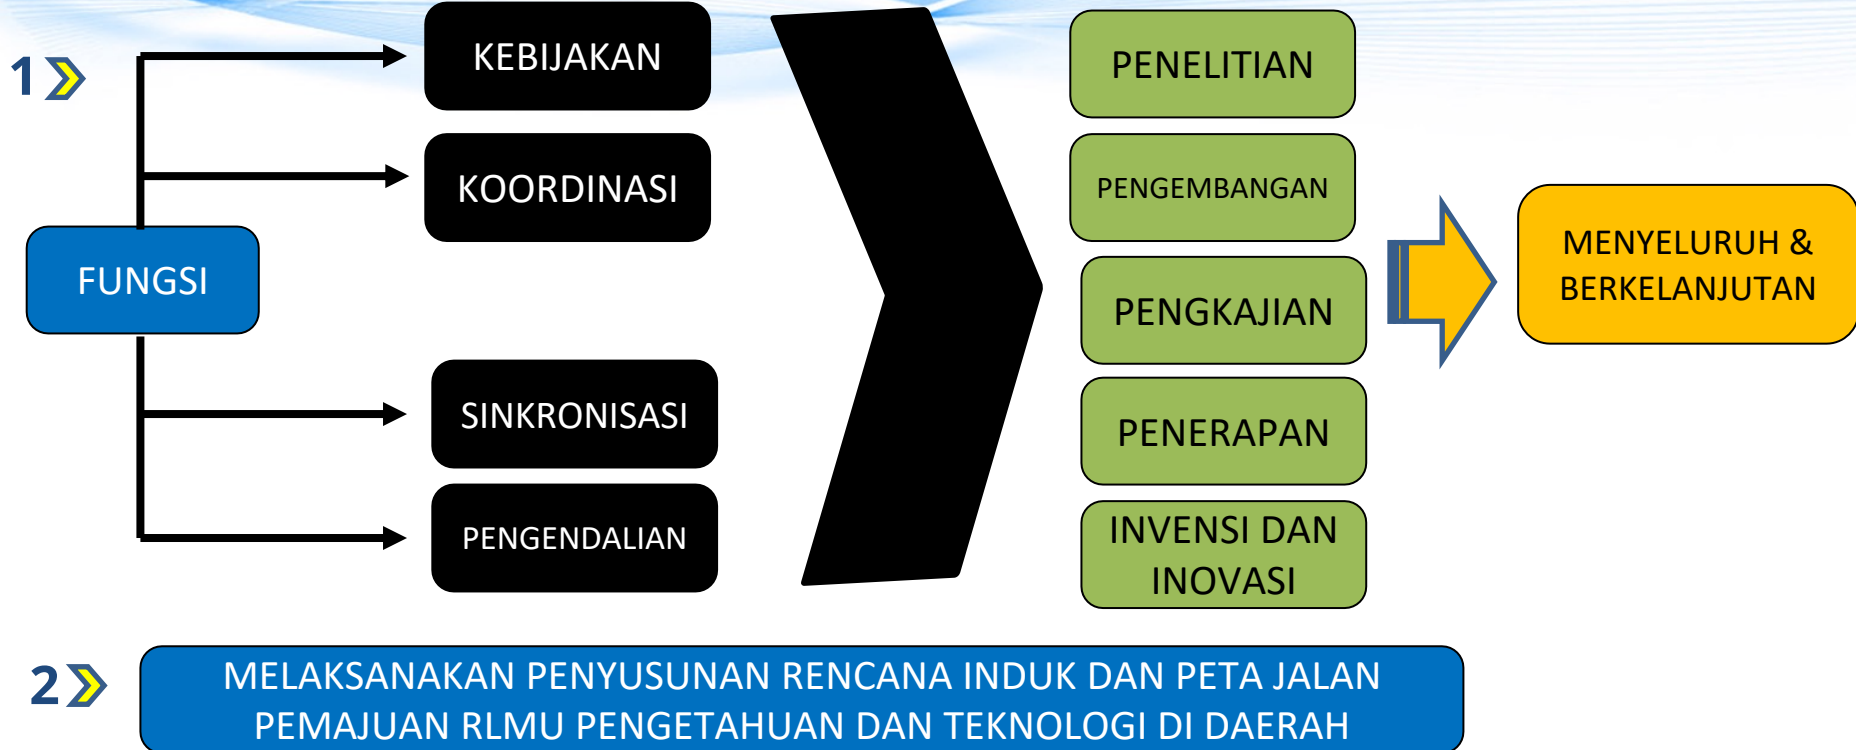 1
FUNGSI
KEBIJAKAN
KOORDINASI
SINKRONISASI
PENGENDALIAN
PENELITIAN
PENGEMBANGAN
PENGKAJIAN
PENERAPAN
INVENSI DAN
INOVASI
MENYELURUH &
BERKELANJUTAN
2
MELAKSANAKAN PENYUSUNAN RENCANA INDUK DAN PETA JALAN
PEMAJUAN RLMU PENGETAHUAN DAN TEKNOLOGI DI DAERAH